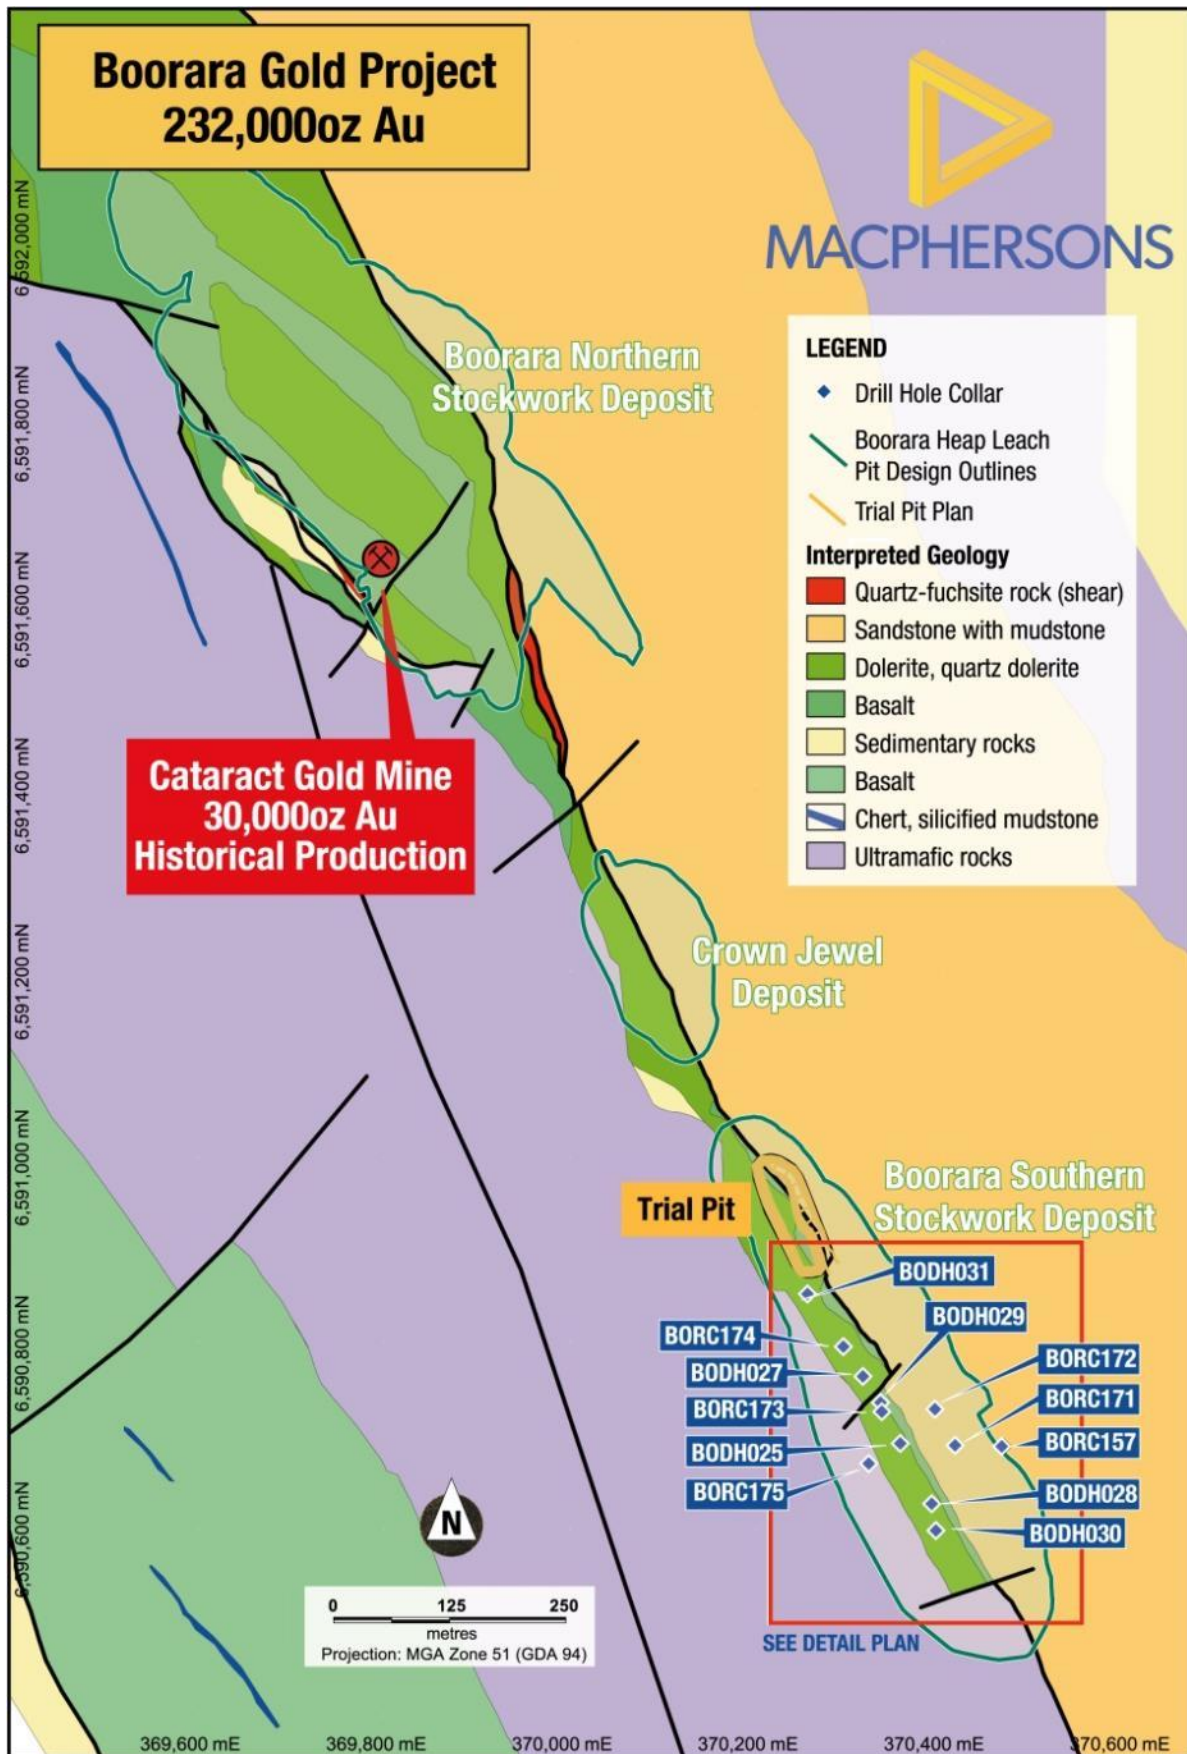 Boorara Gold Project
232,000oz Au
MACPHERSONS
LEGEND
Drill Hole Collar
Boorara Heap Leach
Pit Design Outlines
Trial Pit Plan
Interpreted Geology
Quartz-fuchsite rock (shear)
Sandstone with mudstone
Dolerite, quartz dolerite
Basalt
Sedimentary rocks
Basalt
Chert, silicified mudstone
Ultramafic rocks
Boorara Northern
Stockwork Deposit
Cataract Gold Mine
30,000oz Au
Historical Production
Crown Jewel
Deposit
Boorara Southern
Stockwork Deposit
Trial Pit
BODH031
BODH029
BORC174
BORC172
BODH027
BORC171
BORC173
BORC157
BODH025
BORC175
BODH028
BODH030
SEE DETAIL PLAN
N
0 125 250
metres
Projection: MGA Zone 51 (GDA 94)
6,592,000 mN
6,591,800 mN
6,591,600 mN
6,591,400 mN
6,591,200 mN
6,591,000 mN
6,590,800 mN
6,590,600 mN
369,600 mE
369,800 mE
370,000 mE
370,200 mE
370,400 mE
370,600 mE